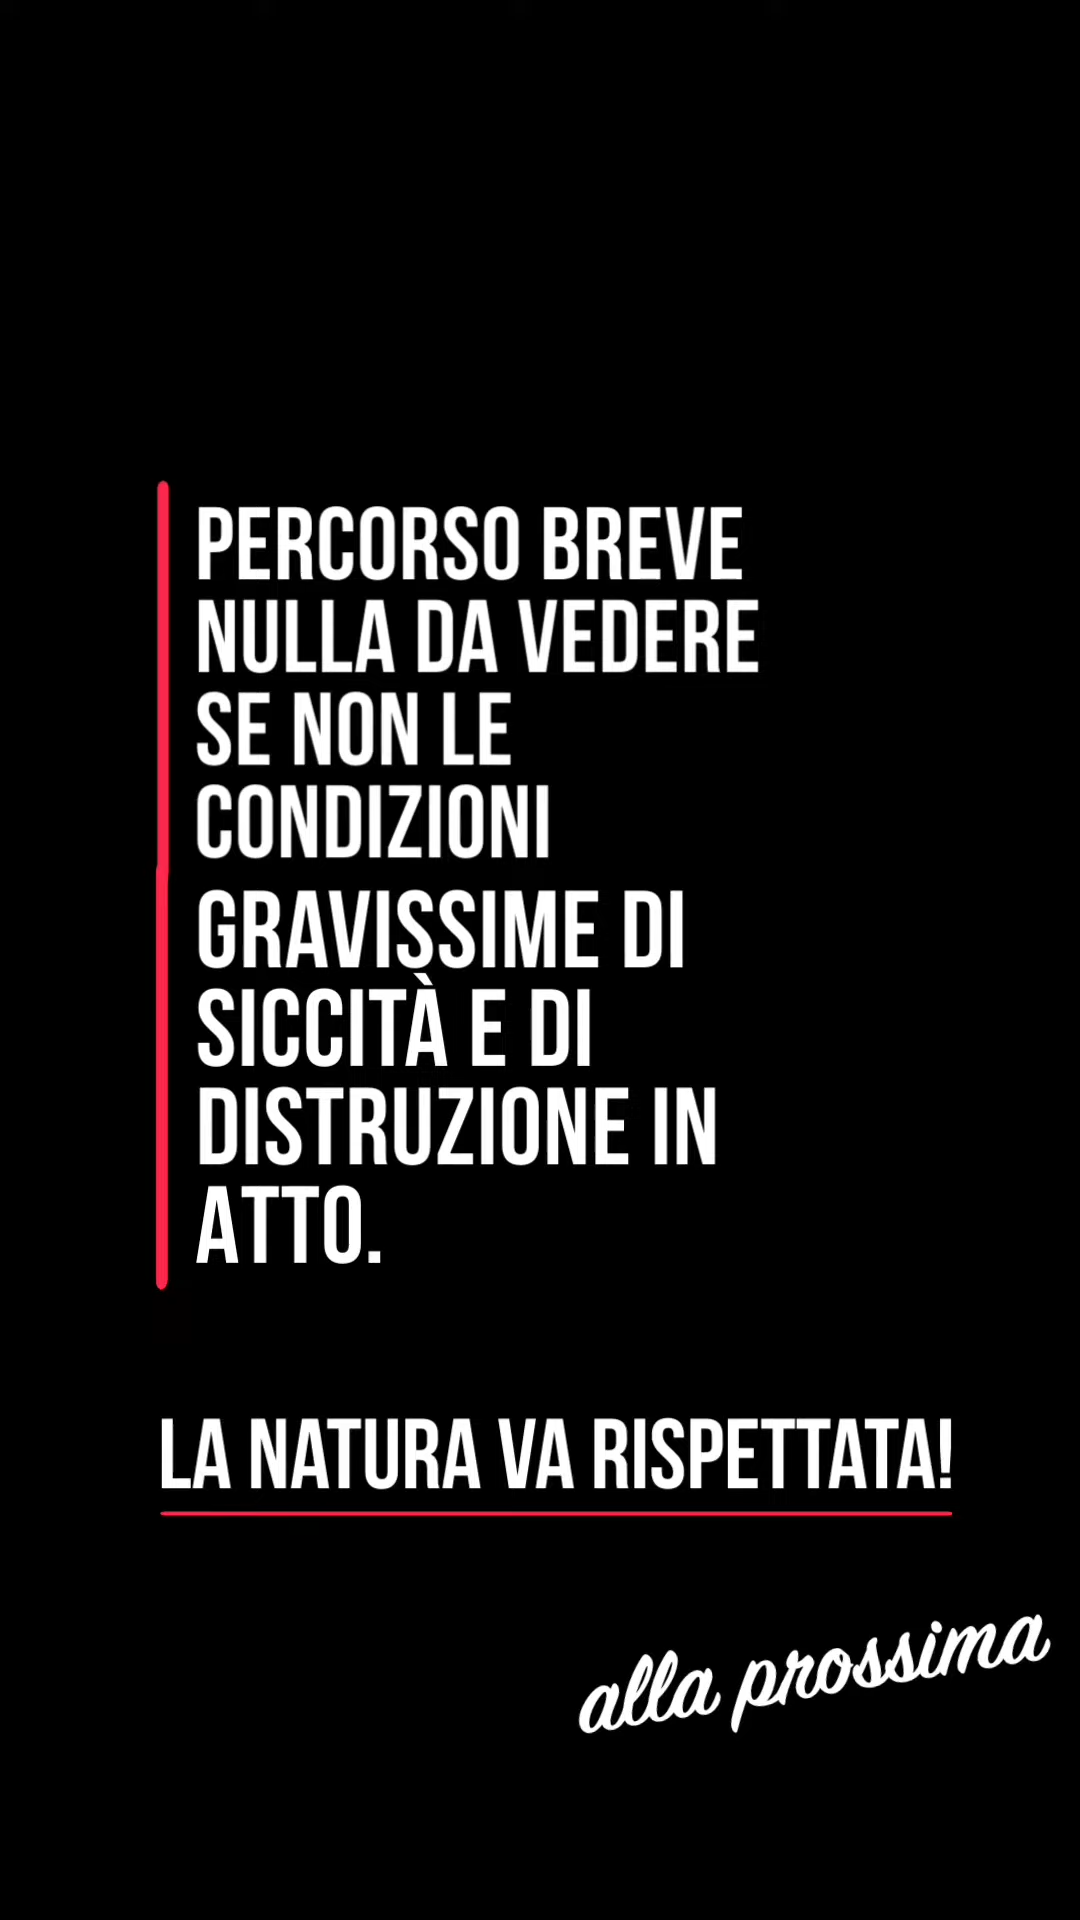 PERCORSO BREVE
NULLA DA VEDERE
SE NON LE
CONDIZIONI
GRAVISSIME DI
SICCITÀ E DI
DISTRUZIONE IN
ATTO.
LA NATURA VA RISPETTATA!
alla prossima